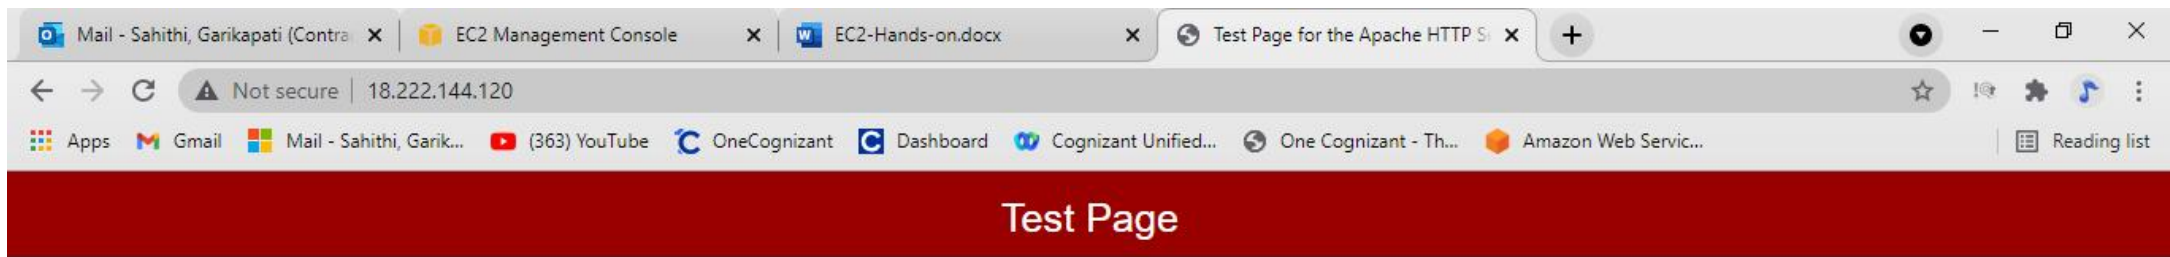 Mail - Sahithi, Garikapati (Contra EC2 Management Console EC2-Hands-on.docx Test Page for the Apache HTTP S
Not secure 18.222.144.120
Apps Gmail Mail - Sahithi, Garik... (363) YouTube OneCognizant Dashboard Cognizant Unified... One Cognizant - Th... Amazon Web Servic... Reading list
Test Page